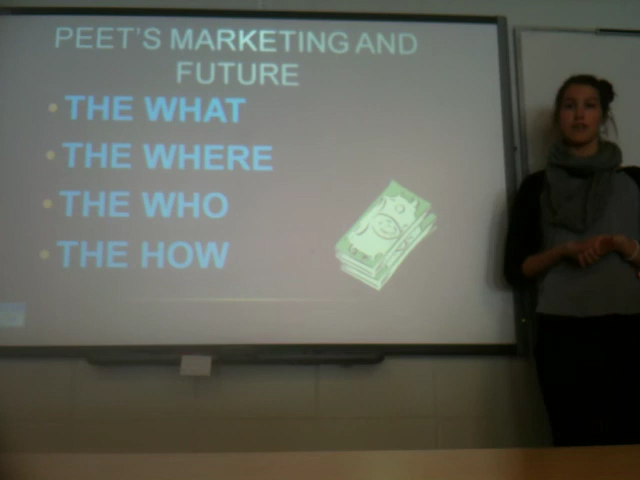 PEET'S MARKETING AND
FUTURE
• THE WHAT
• THE WHERE
• THE WHO
• THE HOW